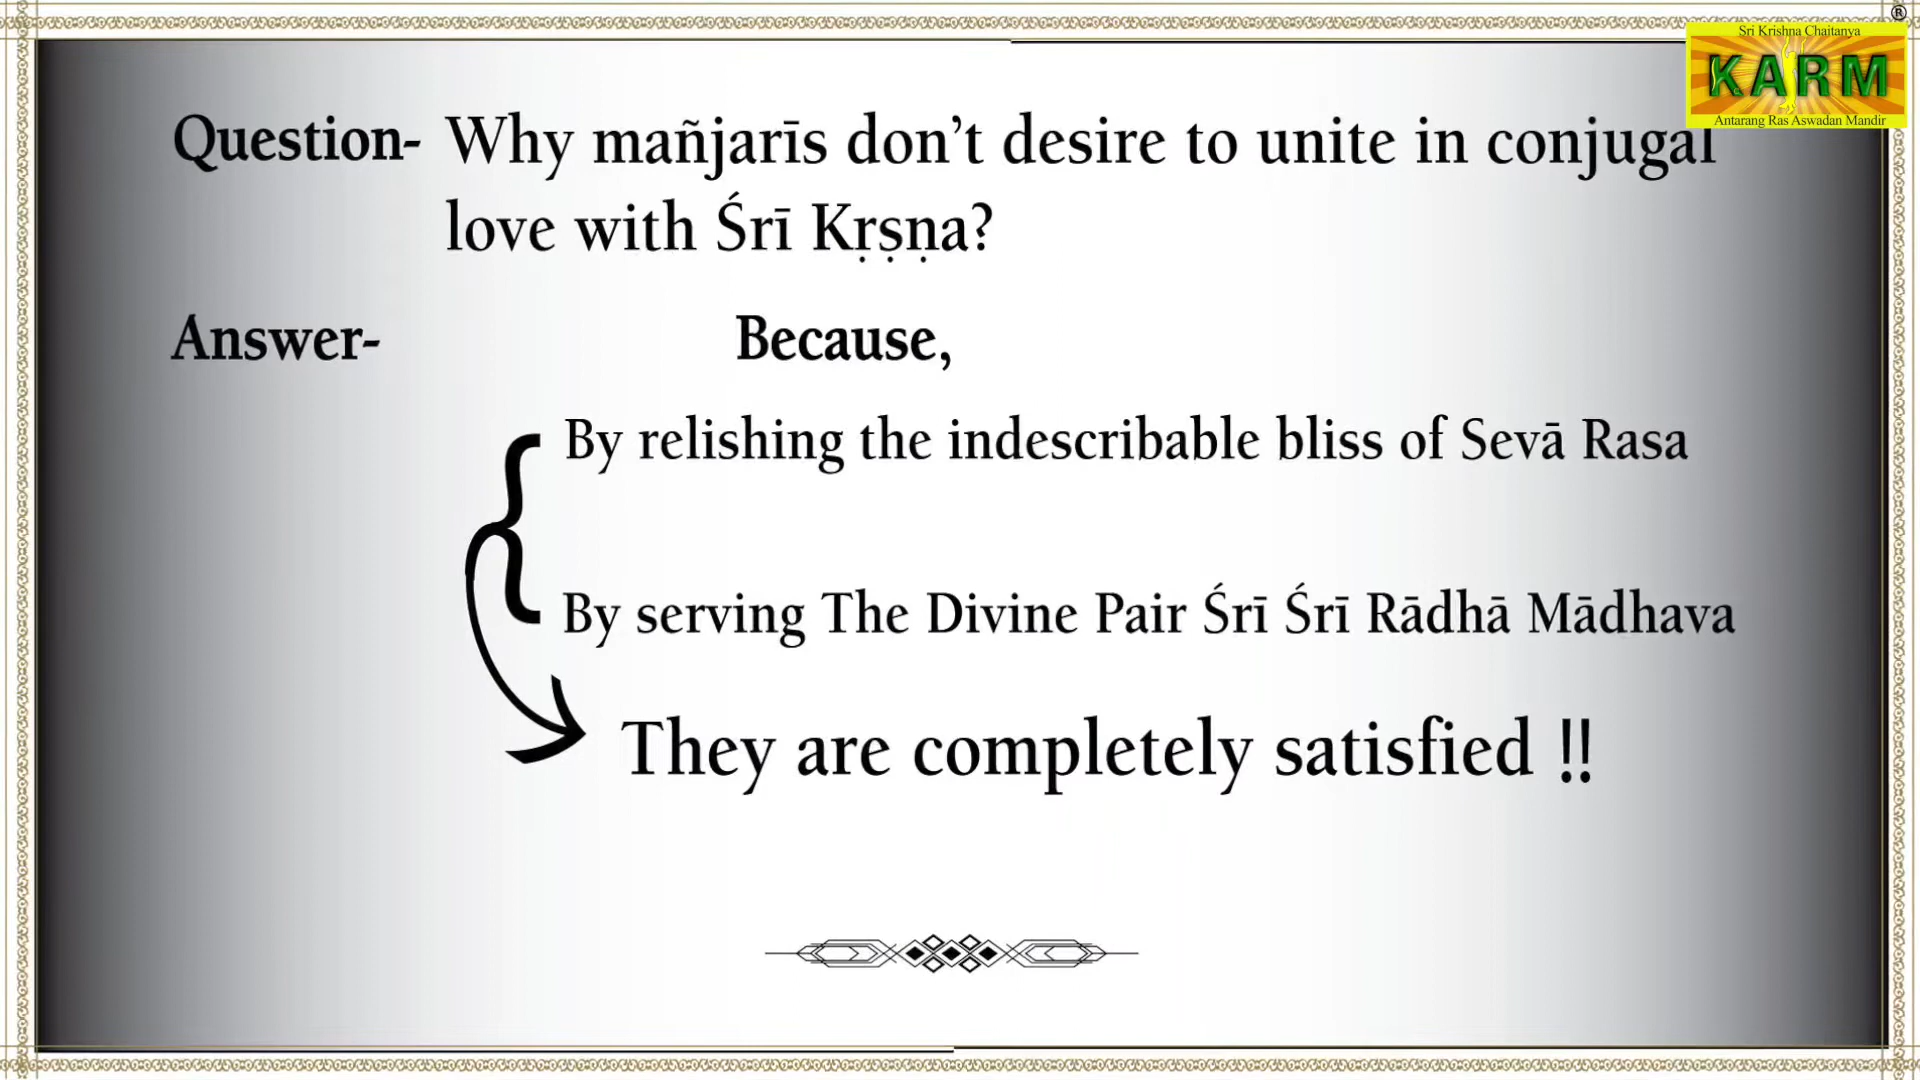 ®
Sri Krishna Chaitanya
KARM
Antarang Ras Aswadan Mandir
Question- Why mañjarīs don’t desire to unite in conjugal
love with Śrī Kṛṣṇa?
Answer- Because,
By relishing the indescribable bliss of Sevā Rasa
By serving The Divine Pair Śrī Śrī Rādhā Mādhava
They are completely satisfied !!